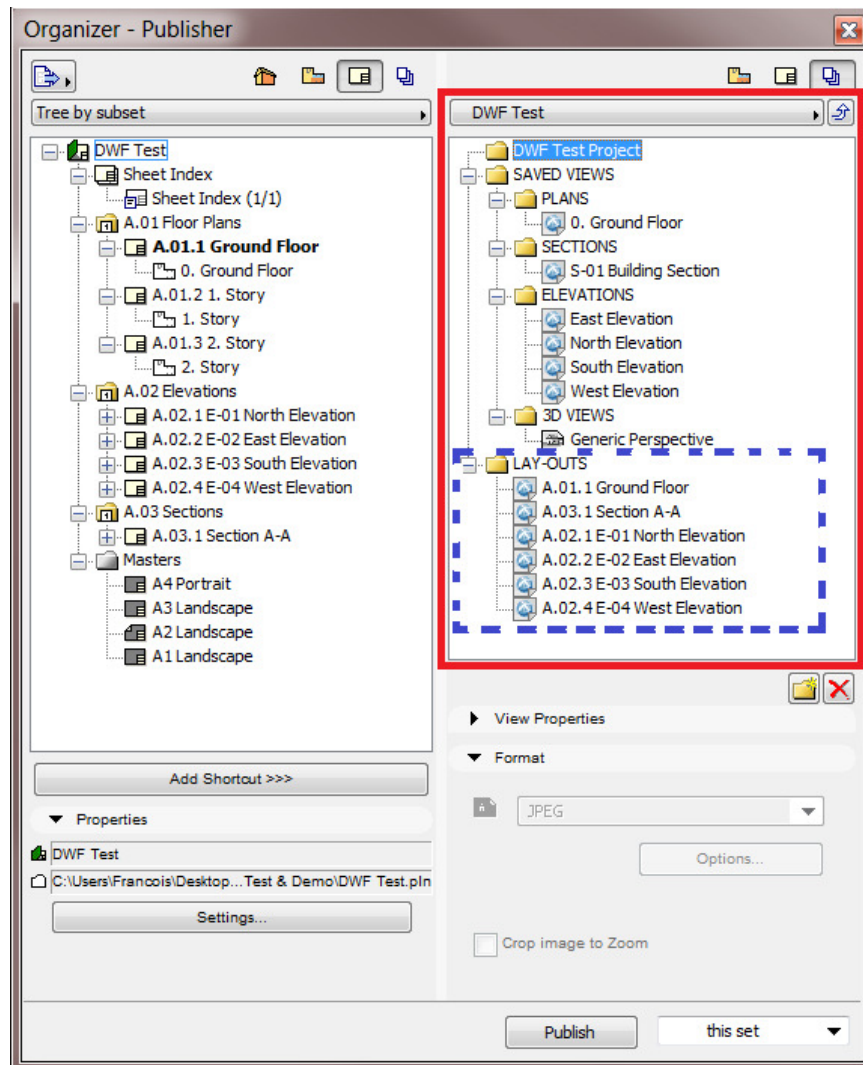 Organizer - Publisher
Tree by subset
DWF Test
Sheet Index
Sheet Index (1/1)
A.01 Floor Plans
A.01.1 Ground Floor
0. Ground Floor
A.01.2 1. Story
1. Story
A.01.3 2. Story
2. Story
A.02 Elevations
A.02.1 E-01 North Elevation
A.02.2 E-02 East Elevation
A.02.3 E-03 South Elevation
A.02.4 E-04 West Elevation
A.03 Sections
A.03.1 Section A-A
Masters
A4 Portrait
A3 Landscape
A2 Landscape
A1 Landscape
Add Shortcut >>>
Properties
DWF Test
C:\Users\Francois\Desktop...Test & Demo\DWF Test.pln
Settings...
DWF Test
DWF Test Project
SAVED VIEWS
PLANS
0. Ground Floor
SECTIONS
S-01 Building Section
ELEVATIONS
East Elevation
North Elevation
South Elevation
West Elevation
3D VIEWS
Generic Perspective
LAY-OUTS
A.01.1 Ground Floor
A.03.1 Section A-A
A.02.1 E-01 North Elevation
A.02.2 E-02 East Elevation
A.02.3 E-03 South Elevation
A.02.4 E-04 West Elevation
View Properties
Format
JPEG
Options...
Crop image to Zoom
Publish
this set